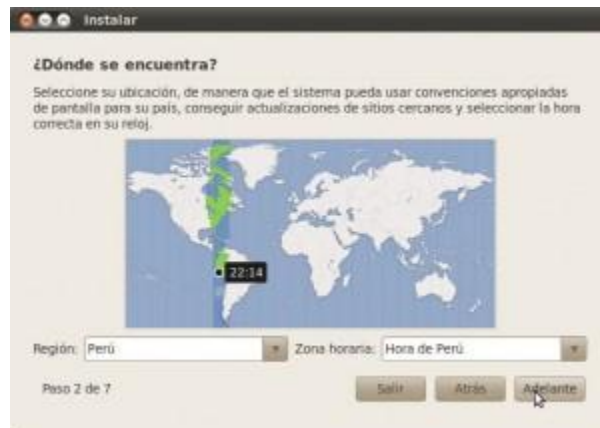 Instalar
¿Dónde se encuentra?
Seleccione su ubicación, de manera que el sistema pueda usar convenciones apropiadas
de pantalla para su país, conseguir actualizaciones de sitios cercanos y seleccionar la hora
correcta en su reloj.
22:14
Región: Perú Zona horaria: Hora de Perú
Paso 2 de 7 Salir Atrás Adelante